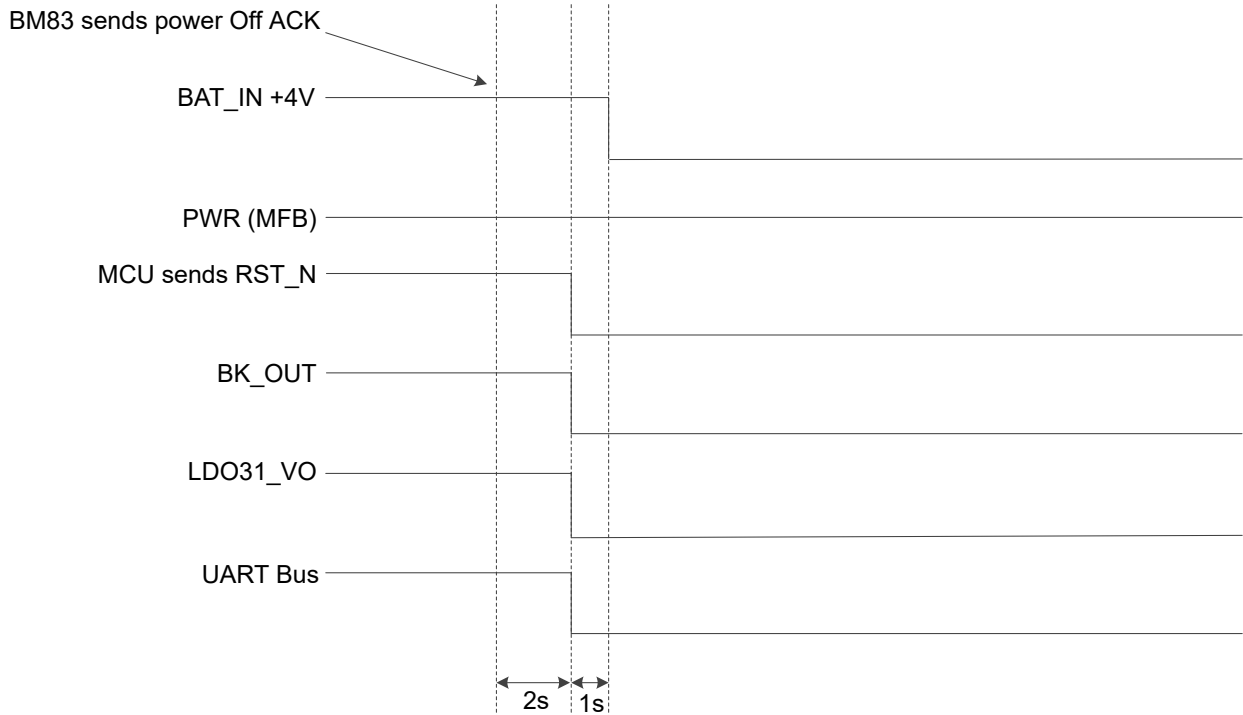 BM83 sends power Off ACK
BAT_IN +4V
PWR (MFB)
MCU sends RST_N
BK_OUT
LDO31_VO
UART Bus
2s
1s